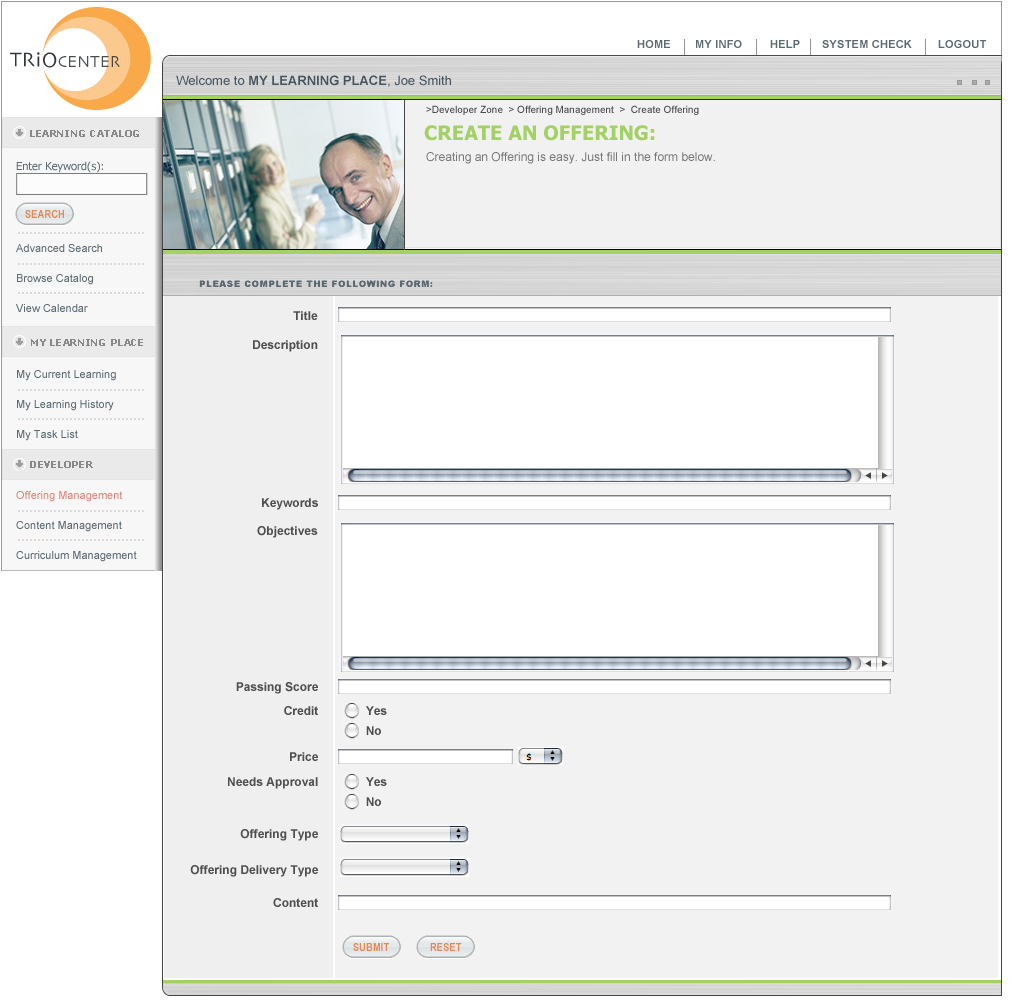 TRiOCENTER
HOME MY INFO HELP SYSTEM CHECK LOGOUT
Welcome to MY LEARNING PLACE, Joe Smith
>Developer Zone > Offering Management > Create Offering
CREATE AN OFFERING:
Creating an Offering is easy. Just fill in the form below.
LEARNING CATALOG
Enter Keyword(s):
SEARCH
Advanced Search
Browse Catalog
View Calendar
MY LEARNING PLACE
My Current Learning
My Learning History
My Task List
DEVELOPER
Offering Management
Content Management
Curriculum Management
PLEASE COMPLETE THE FOLLOWING FORM:
Title
Description
Keywords
Objectives
Passing Score
Credit
Yes
No
Price
$
Needs Approval
Yes
No
Offering Type
Offering Delivery Type
Content
SUBMIT RESET